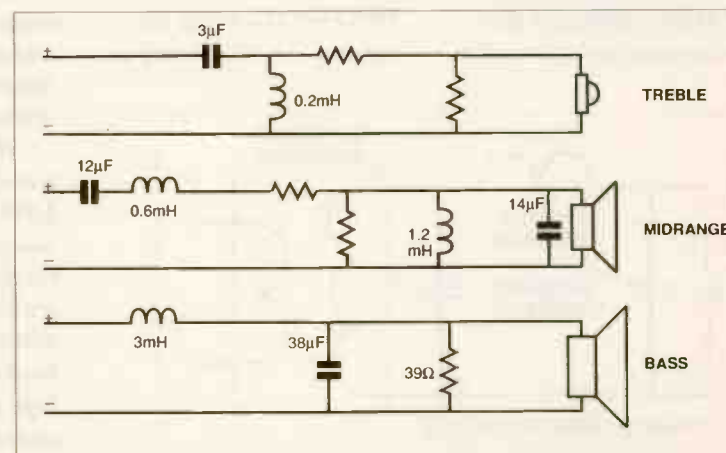 3µF
+
0.2mH
−
TREBLE
12µF
+
0.6mH
1.2
mH
14µF
−
MIDRANGE
+
3mH
38µF
39Ω
−
BASS